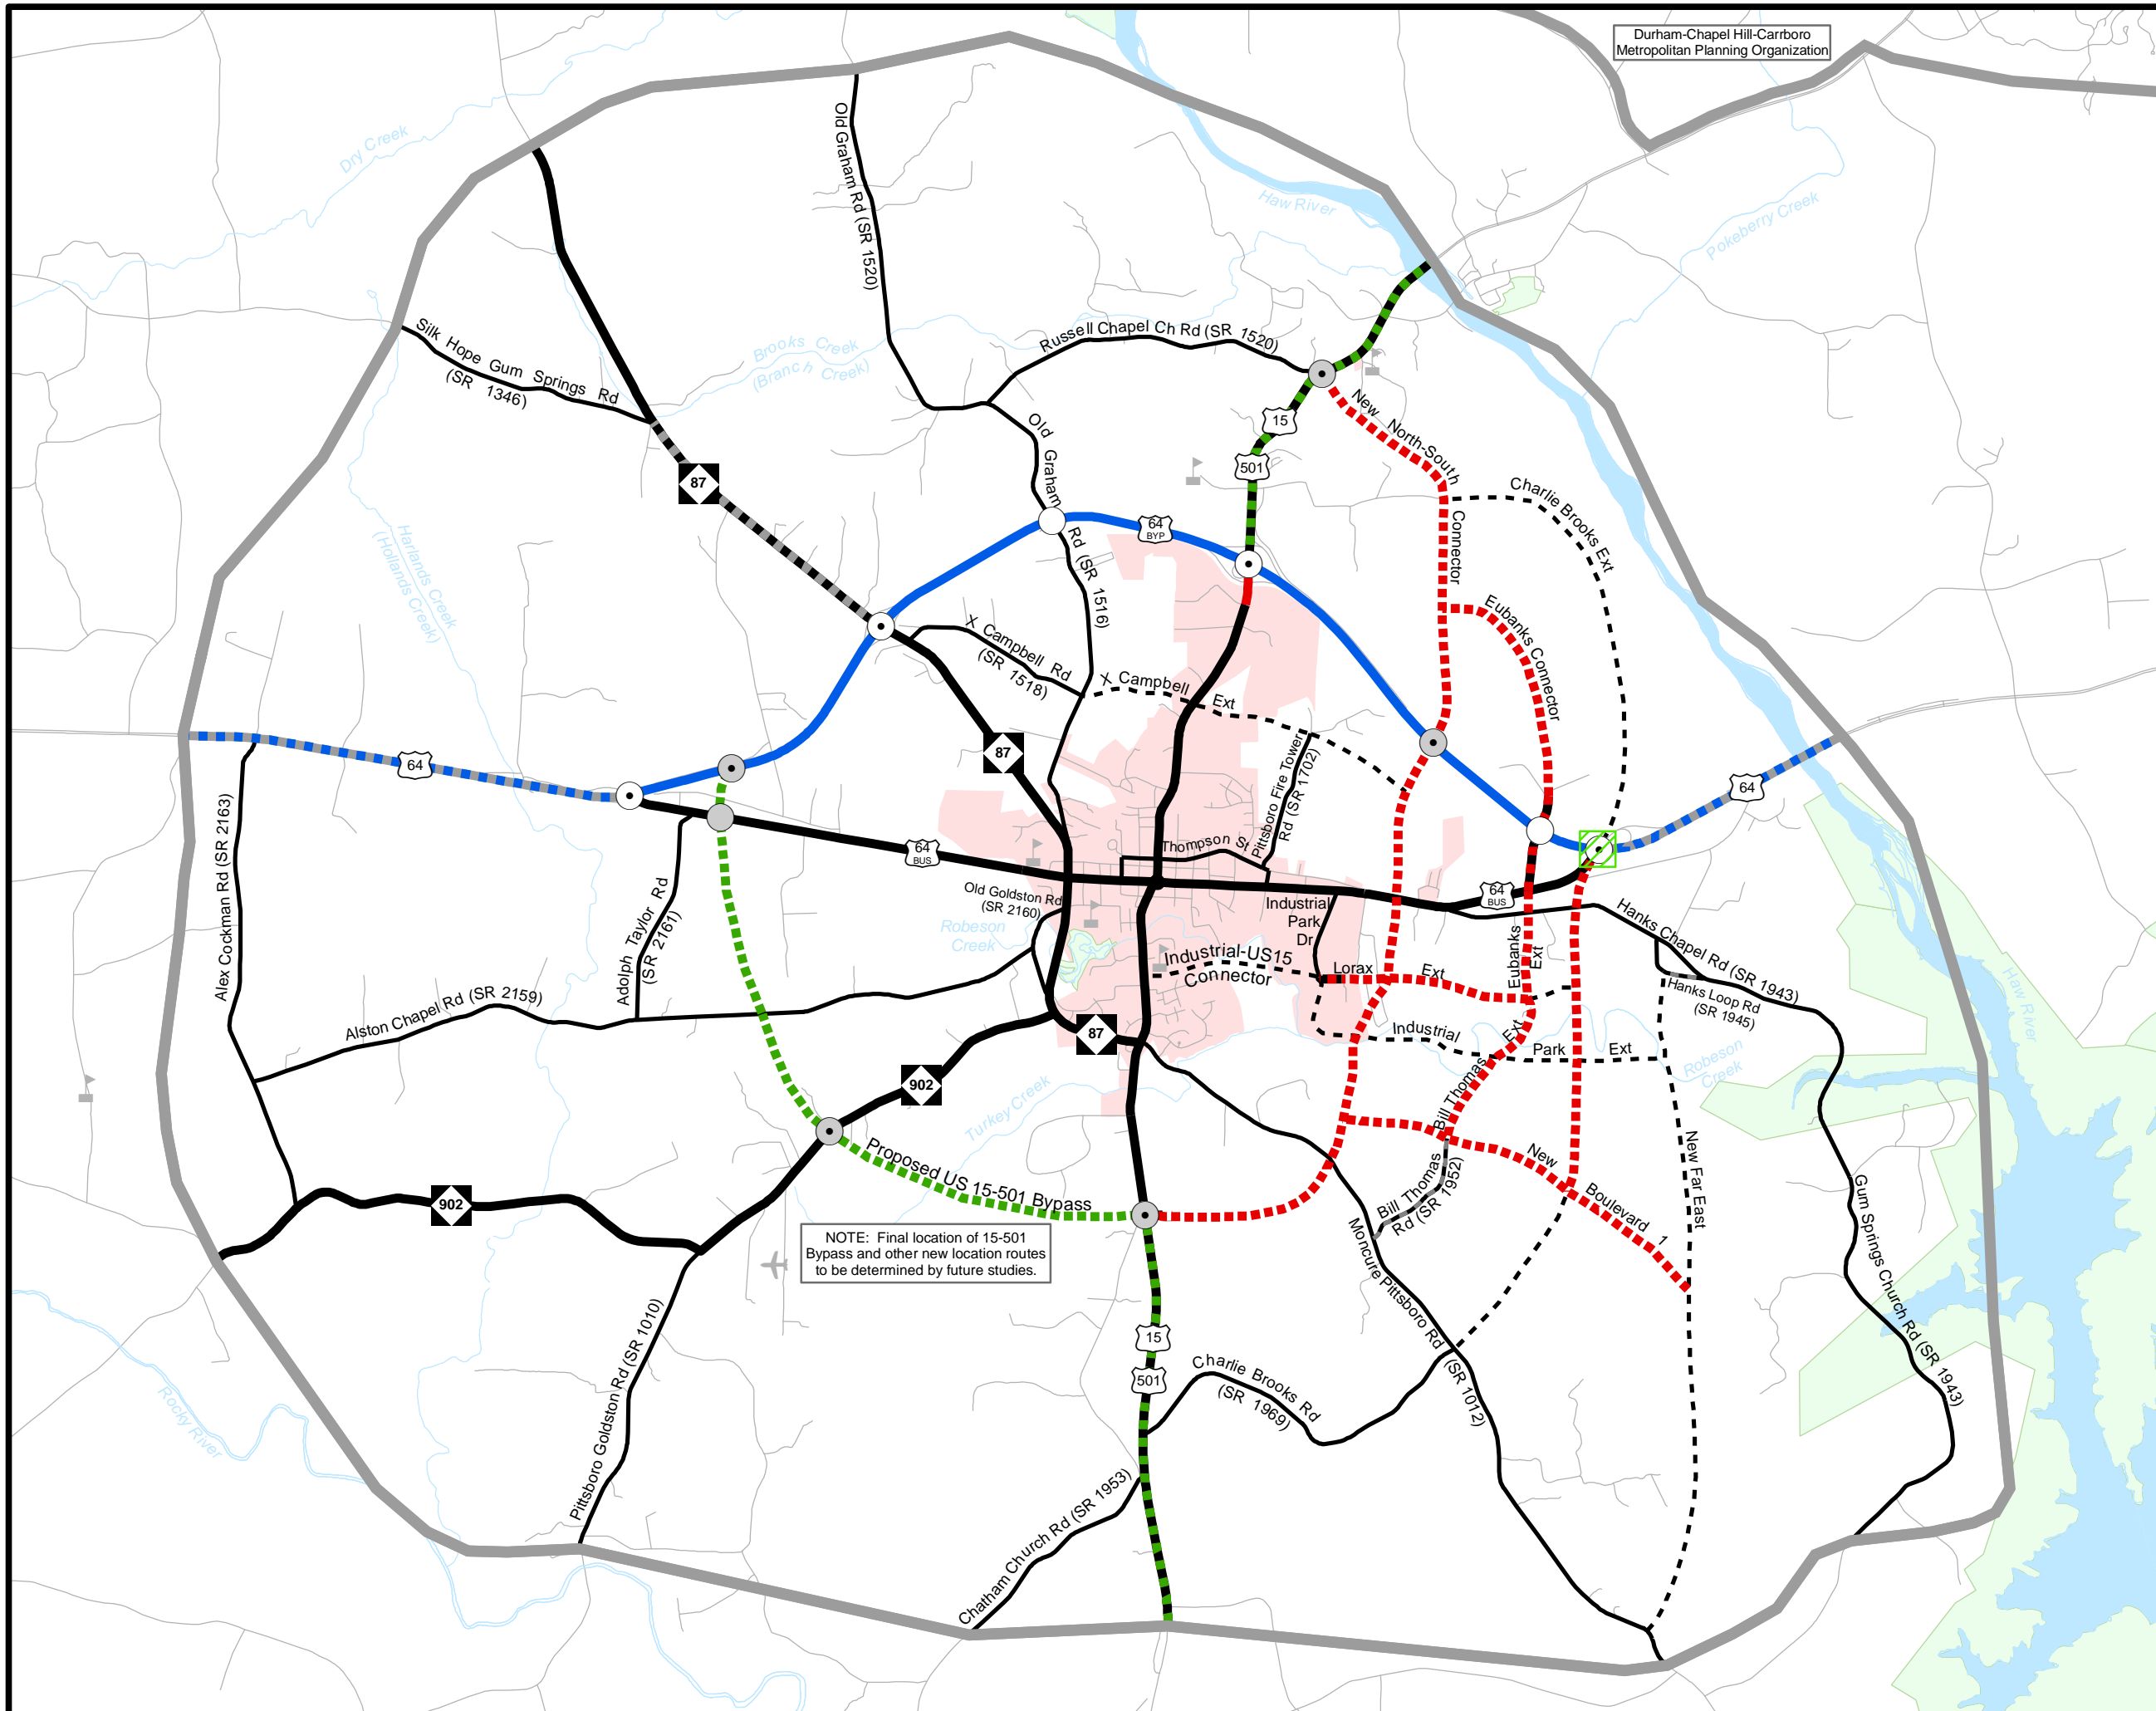 Durham-Chapel Hill-Carrboro
Metropolitan Planning Organization
Dry Creek
Old Graham Rd (SR 1520)
Haw River
Pokeberry Creek
Silk Hope Gum Springs Rd
(SR 1346)
Brooks Creek
(Branch Creek)
Russell Chapel Ch Rd (SR 1520)
15
501
New North-South
Connector
Charlie Brooks Ext
87
Old Graham
Rd (SR 1516)
64
BYP
Harlands Creek
(Hollands Creek)
X Campbell Rd
(SR 1518)
X Campbell Ext
Eubanks Connector
87
64
64
Pittsboro Fire Tower
Rd (SR 1702)
Thompson St
64
BUS
64
BUS
Alex Cockman Rd (SR 2163)
Adolph Taylor Rd
(SR 2161)
Old Goldston Rd
(SR 2160)
Robeson
Creek
Industrial
Park
Dr
Industrial-US15
Connector
Lorax Ext
Eubanks
Ext
Hanks Chapel Rd (SR 1943)
Hanks Loop Rd
(SR 1945)
Haw River
Alston Chapel Rd (SR 2159)
87
Industrial Park Ext
Robeson
Creek
902
Turkey Creek
Bill Thomas Ext
Bill Thomas
Rd (SR 1952)
New Boulevard 1
New Far East
902
Proposed US 15-501 Bypass
NOTE: Final location of 15-501
Bypass and other new location routes
to be determined by future studies.
Moncure Pittsboro Rd (SR 1012)
Gum Springs Church Rd (SR 1943)
15
501
Charlie Brooks Rd
(SR 1969)
Pittsboro Goldston Rd (SR 1010)
Rocky River
Chatham Church Rd (SR 1953)